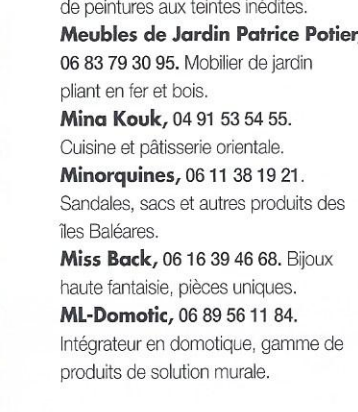 de peintures aux teintes inédites.
Meubles de Jardin Patrice Potier,
06 83 79 30 95. Mobilier de jardin
pliant en fer et bois.
Mina Kouk, 04 91 53 54 55.
Cuisine et pâtisserie orientale.
Minorquines, 06 11 38 19 21.
Sandales, sacs et autres produits des
îles Baléares.
Miss Back, 06 16 39 46 68. Bijoux
haute fantaisie, pièces uniques.
ML-Domotic, 06 89 56 11 84.
Intégrateur en domotique, gamme de
produits de solution murale.